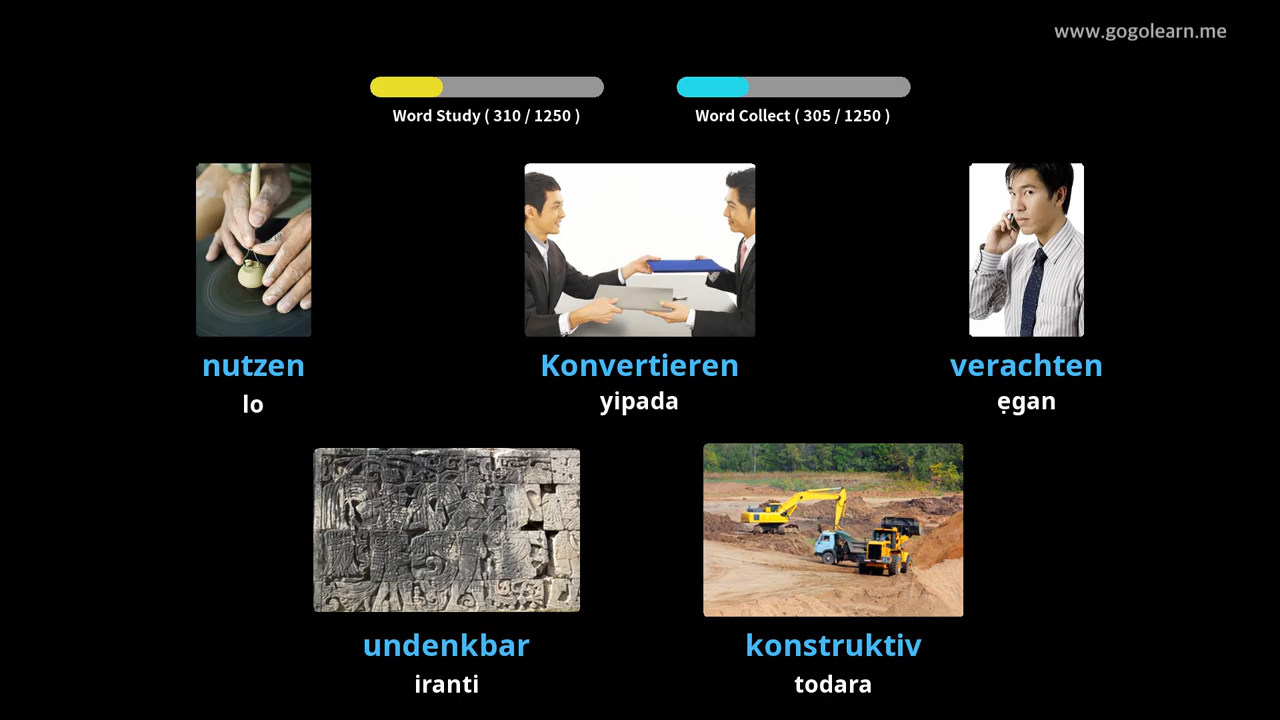 www.gogolearn.me
Word Study ( 310 / 1250 )
Word Collect ( 305 / 1250 )
nutzen
lo
Konvertieren
yipada
verachten
ẹgan
undenkbar
iranti
konstruktiv
todara